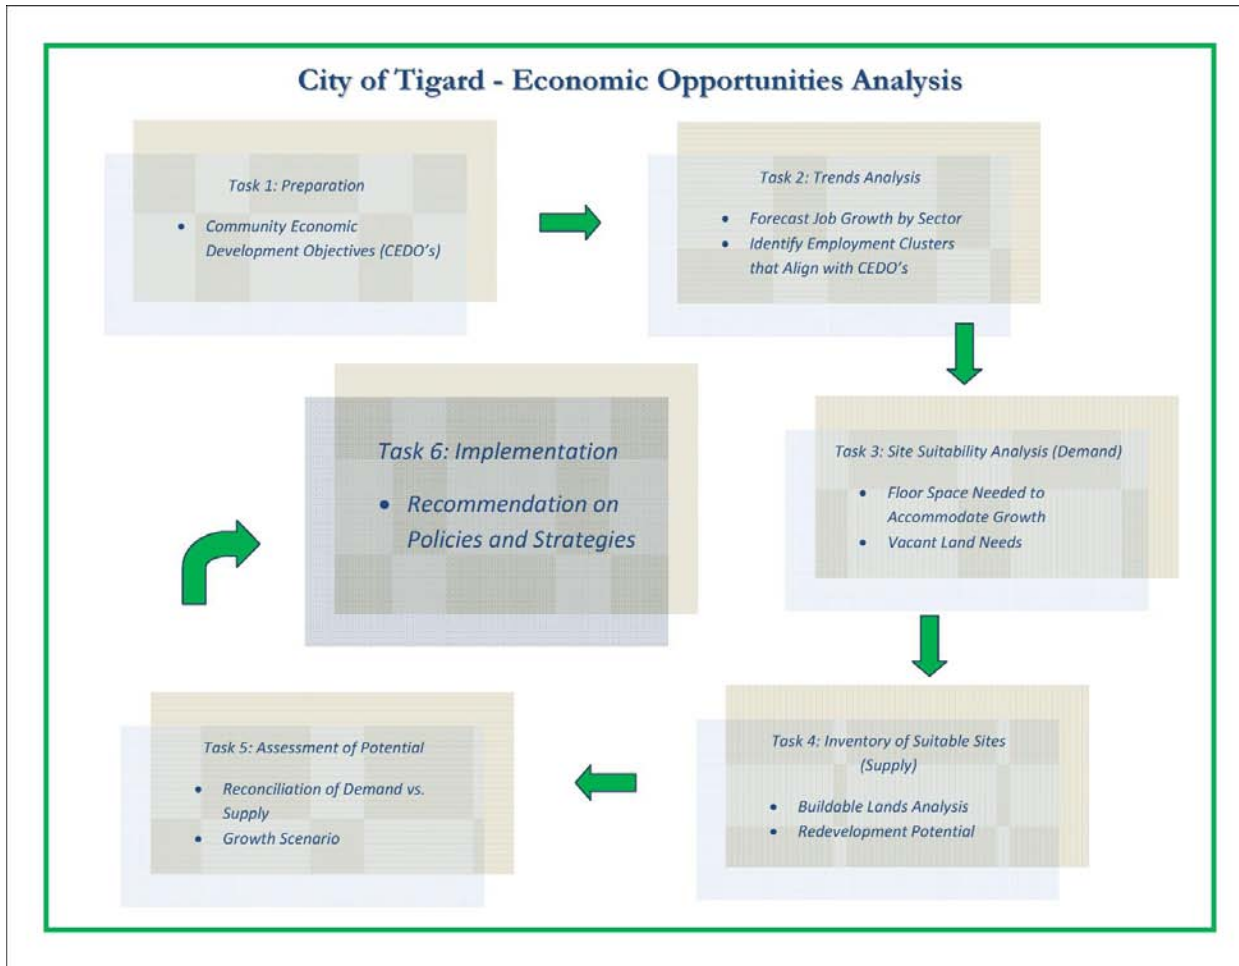 City of Tigard - Economic Opportunities Analysis
Task 1: Preparation
• Community Economic
Development Objectives (CEDO's)
Task 2: Trends Analysis
• Forecast Job Growth by Sector
• Identify Employment Clusters
that Align with CEDO's
Task 3: Site Suitability Analysis (Demand)
• Floor Space Needed to
Accommodate Growth
• Vacant Land Needs
Task 4: Inventory of Suitable Sites
(Supply)
• Buildable Lands Analysis
• Redevelopment Potential
Task 5: Assessment of Potential
• Reconciliation of Demand vs.
Supply
• Growth Scenario
Task 6: Implementation
• Recommendation on
Policies and Strategies